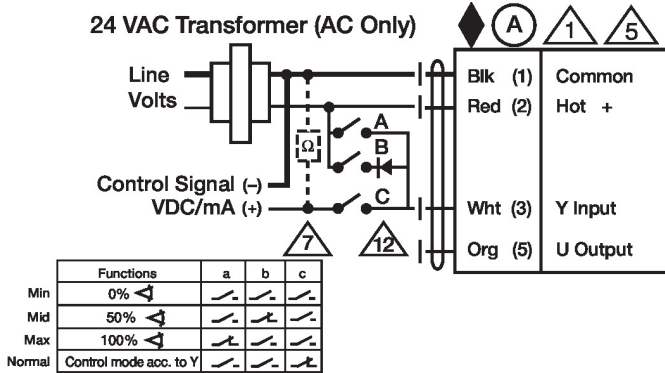 24 VAC Transformer (AC Only)
A 1 5
Line
Volts
Blk (1) Common
Red (2) Hot +
A
B
Ω
C
Control Signal (–)
VDC/mA (+)
Wht (3) Y Input
7 12
Org (5) U Output
Functions a b c
Min 0%
Mid 50%
Max 100%
Normal Control mode acc. to Y